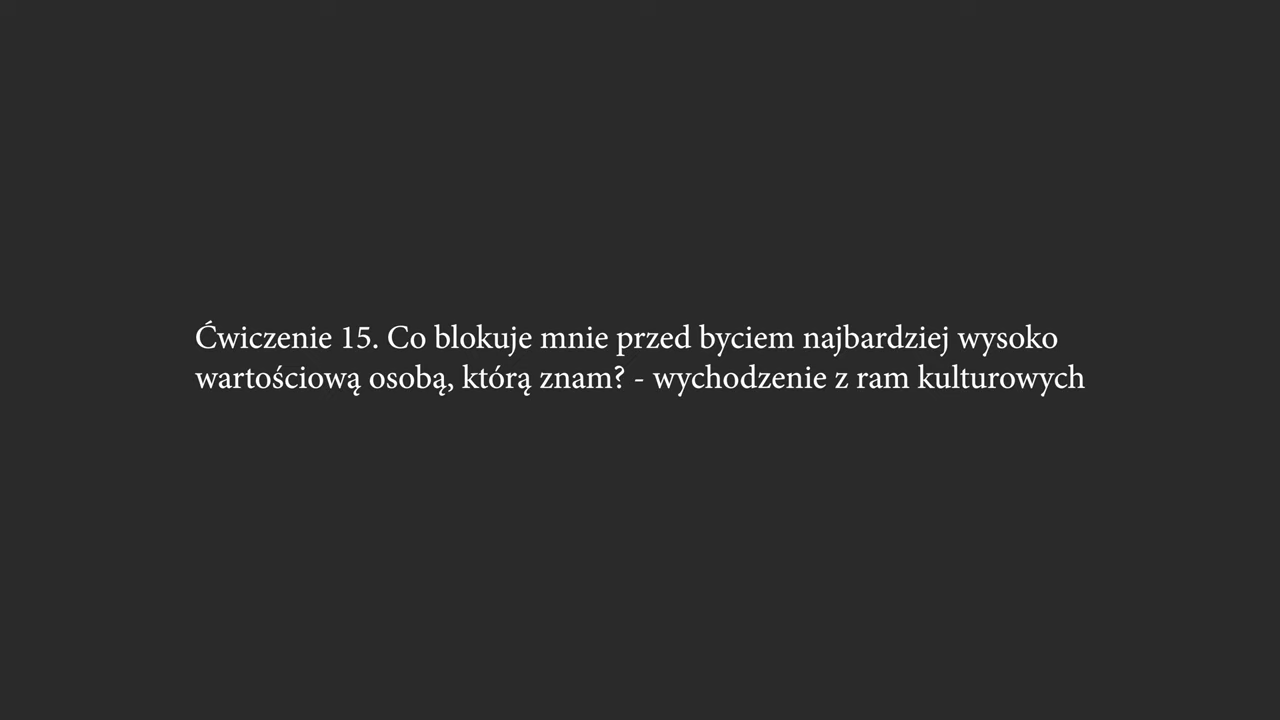 Ćwiczenie 15. Co blokuje mnie przed byciem najbardziej wysoko
wartościową osobą, którą znam? - wychodzenie z ram kulturowych